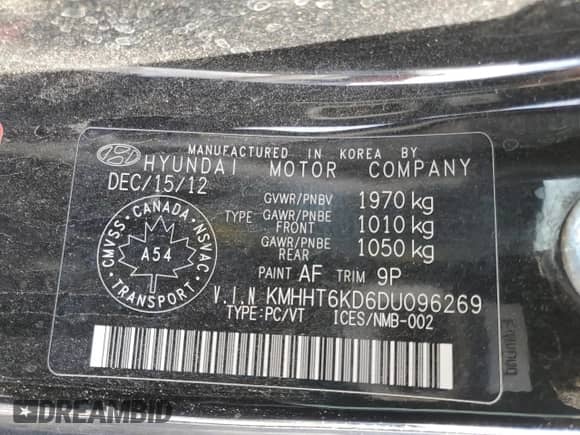 MANUFACTURED IN KOREA BY
HYUNDAI MOTOR COMPANY
DEC/15/12
GVWR/PNBV 1970 kg
TYPE GAWR/PNBE FRONT 1010 kg
GAWR/PNBE REAR 1050 kg
CANADA
CMVSS
NSVAC
A54
TRANSPORT
PAINT AF TRIM 9P
V.I.N KMHHT6KD6DU096269
TYPE:PC/VT ICES/NMB-002
DREAMBID